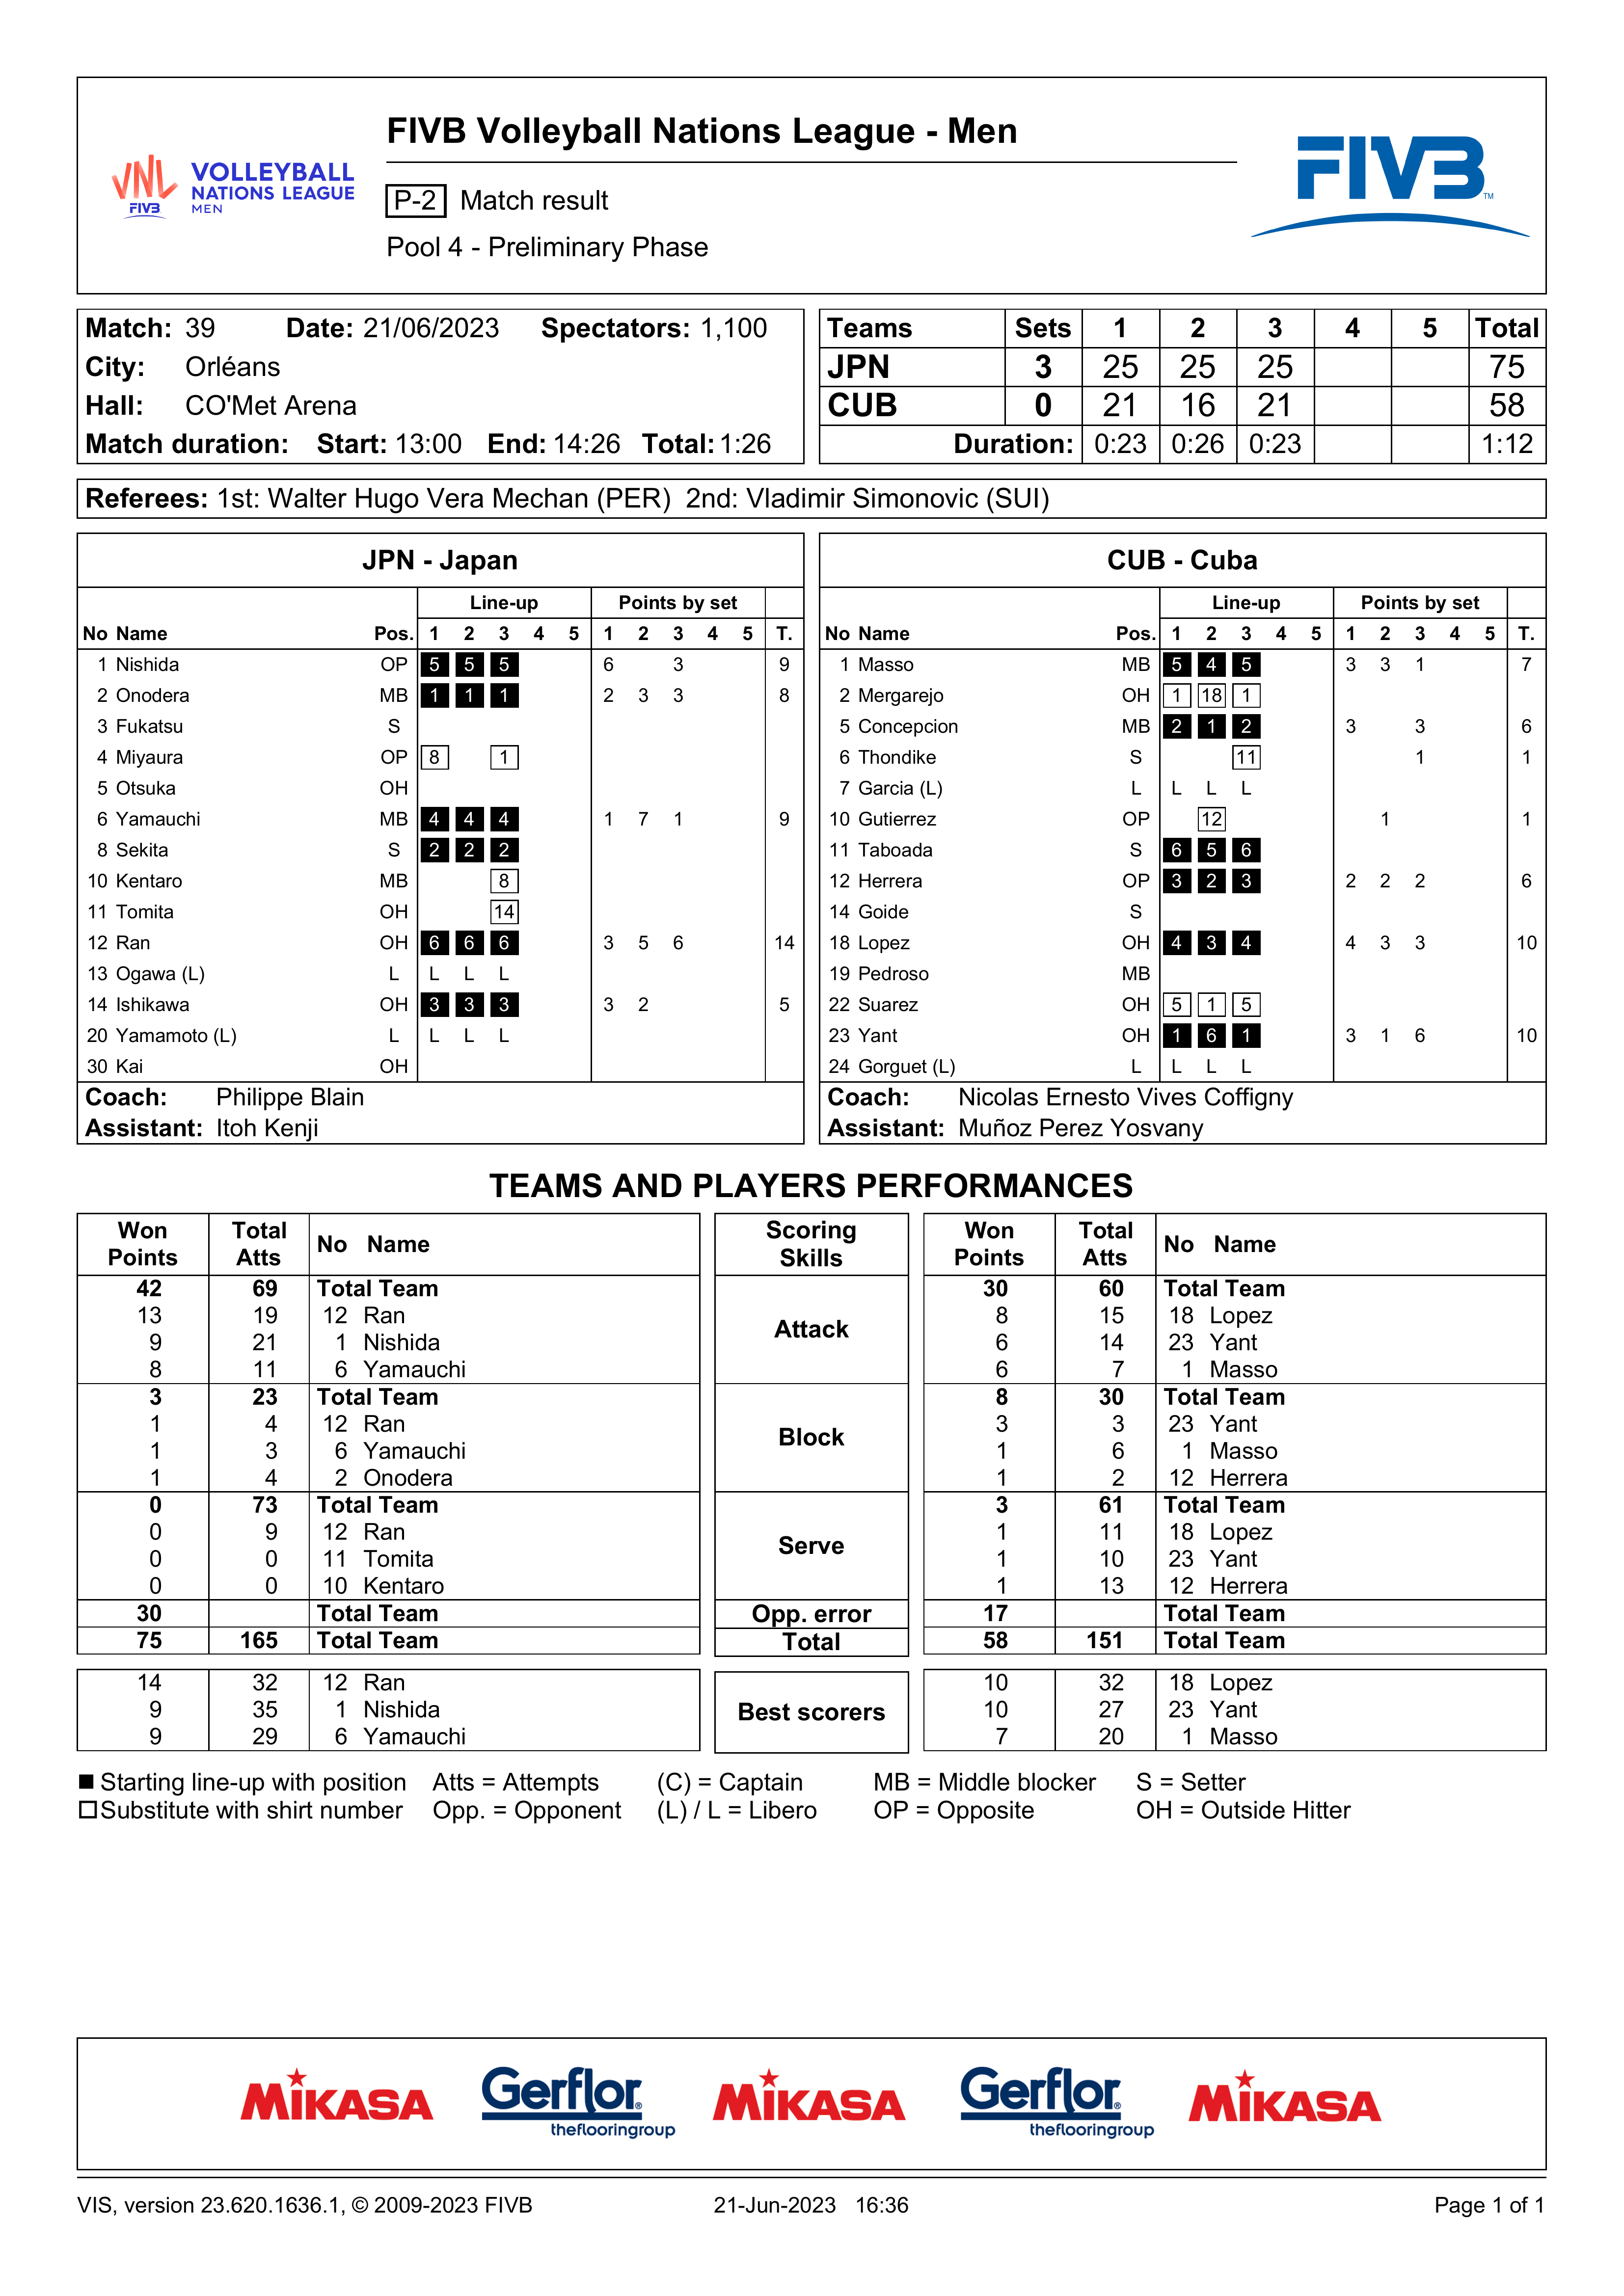 FIVB Volleyball Nations League - Men
VNL FIVB VOLLEYBALL NATIONS LEAGUE MEN
P-2 Match result
Pool 4 - Preliminary Phase
FIVB TM
Match: 39 Date: 21/06/2023 Spectators: 1,100
City: Orléans
Hall: CO'Met Arena
Match duration: Start: 13:00 End: 14:26 Total: 1:26
Teams Sets 1 2 3 4 5 Total
JPN 3 25 25 25 75
CUB 0 21 16 21 58
Duration: 0:23 0:26 0:23 1:12
Referees: 1st: Walter Hugo Vera Mechan (PER) 2nd: Vladimir Simonovic (SUI)
JPN - Japan
Line-up Points by set
No Name Pos. 1 2 3 4 5 1 2 3 4 5 T.
1 Nishida OP 5 5 5 6 3 9
2 Onodera MB 1 1 1 2 3 3 8
3 Fukatsu S
4 Miyaura OP 8 1
5 Otsuka OH
6 Yamauchi MB 4 4 4 1 7 1 9
8 Sekita S 2 2 2
10 Kentaro MB 8
11 Tomita OH 14
12 Ran OH 6 6 6 3 5 6 14
13 Ogawa (L) L L L L
14 Ishikawa OH 3 3 3 3 2 5
20 Yamamoto (L) L L L L
30 Kai OH
Coach: Philippe Blain
Assistant: Itoh Kenji
CUB - Cuba
Line-up Points by set
No Name Pos. 1 2 3 4 5 1 2 3 4 5 T.
1 Masso MB 5 4 5 3 3 1 7
2 Mergarejo OH 1 18 1
5 Concepcion MB 2 1 2 3 3 6
6 Thondike S 11 1 1
7 Garcia (L) L L L L
10 Gutierrez OP 12 1 1
11 Taboada S 6 5 6
12 Herrera OP 3 2 3 2 2 2 6
14 Goide S
18 Lopez OH 4 3 4 4 3 3 10
19 Pedroso MB
22 Suarez OH 5 1 5
23 Yant OH 1 6 1 3 1 6 10
24 Gorguet (L) L L L L
Coach: Nicolas Ernesto Vives Coffigny
Assistant: Muñoz Perez Yosvany
TEAMS AND PLAYERS PERFORMANCES
Won Points Total Atts No Name Scoring Skills Won Points Total Atts No Name
42 69 Total Team Attack 30 60 Total Team
13 19 12 Ran 8 15 18 Lopez
9 21 1 Nishida 6 14 23 Yant
8 11 6 Yamauchi 6 7 1 Masso
3 23 Total Team Block 8 30 Total Team
1 4 12 Ran 3 3 23 Yant
1 3 6 Yamauchi 1 6 1 Masso
1 4 2 Onodera 1 2 12 Herrera
0 73 Total Team Serve 3 61 Total Team
0 9 12 Ran 1 11 18 Lopez
0 0 11 Tomita 1 10 23 Yant
0 0 10 Kentaro 1 13 12 Herrera
30 Total Team Opp. error 17 Total Team
75 165 Total Team Total 58 151 Total Team
14 32 12 Ran Best scorers 10 32 18 Lopez
9 35 1 Nishida 10 27 23 Yant
9 29 6 Yamauchi 7 20 1 Masso
Starting line-up with position Atts = Attempts (C) = Captain MB = Middle blocker S = Setter
Substitute with shirt number Opp. = Opponent (L) / L = Libero OP = Opposite OH = Outside Hitter
MIKASA Gerflor® theflooringgroup MIKASA Gerflor® theflooringgroup MIKASA
VIS, version 23.620.1636.1, © 2009-2023 FIVB 21-Jun-2023 16:36 Page 1 of 1